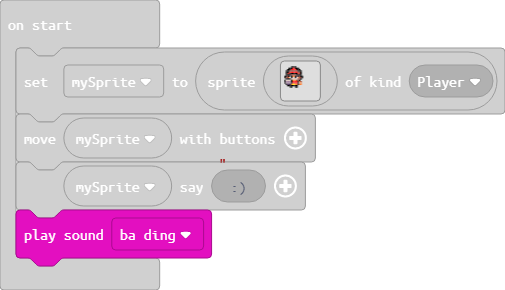 on start
set mySprite to sprite of kind Player
move mySprite with buttons
"
mySprite say :)
play sound ba ding